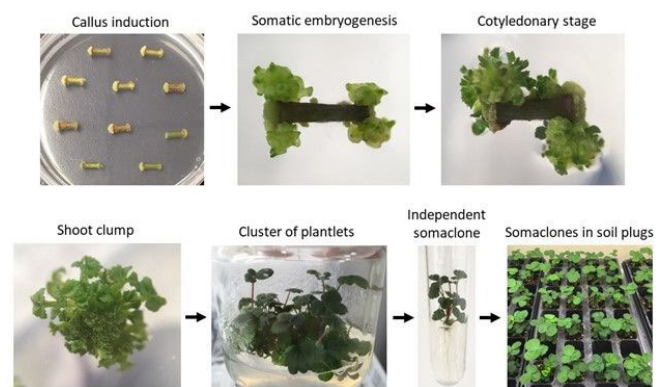 Callus induction
Somatic embryogenesis
Cotyledonary stage
Shoot clump
Cluster of plantlets
Independent
somaclone
Somaclones in soil plugs